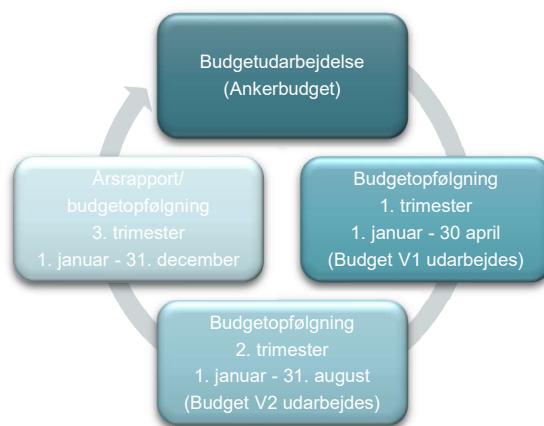 Budgetudarbejdelse
(Ankerbudget)
Budgetopfølgning
1. trimester
1. januar - 30 april
(Budget V1 udarbejdes)
Budgetopfølgning
2. trimester
1. januar - 31. august
(Budget V2 udarbejdes)
Årsrapport/
budgetopfølgning
3. trimester
1. januar - 31. december